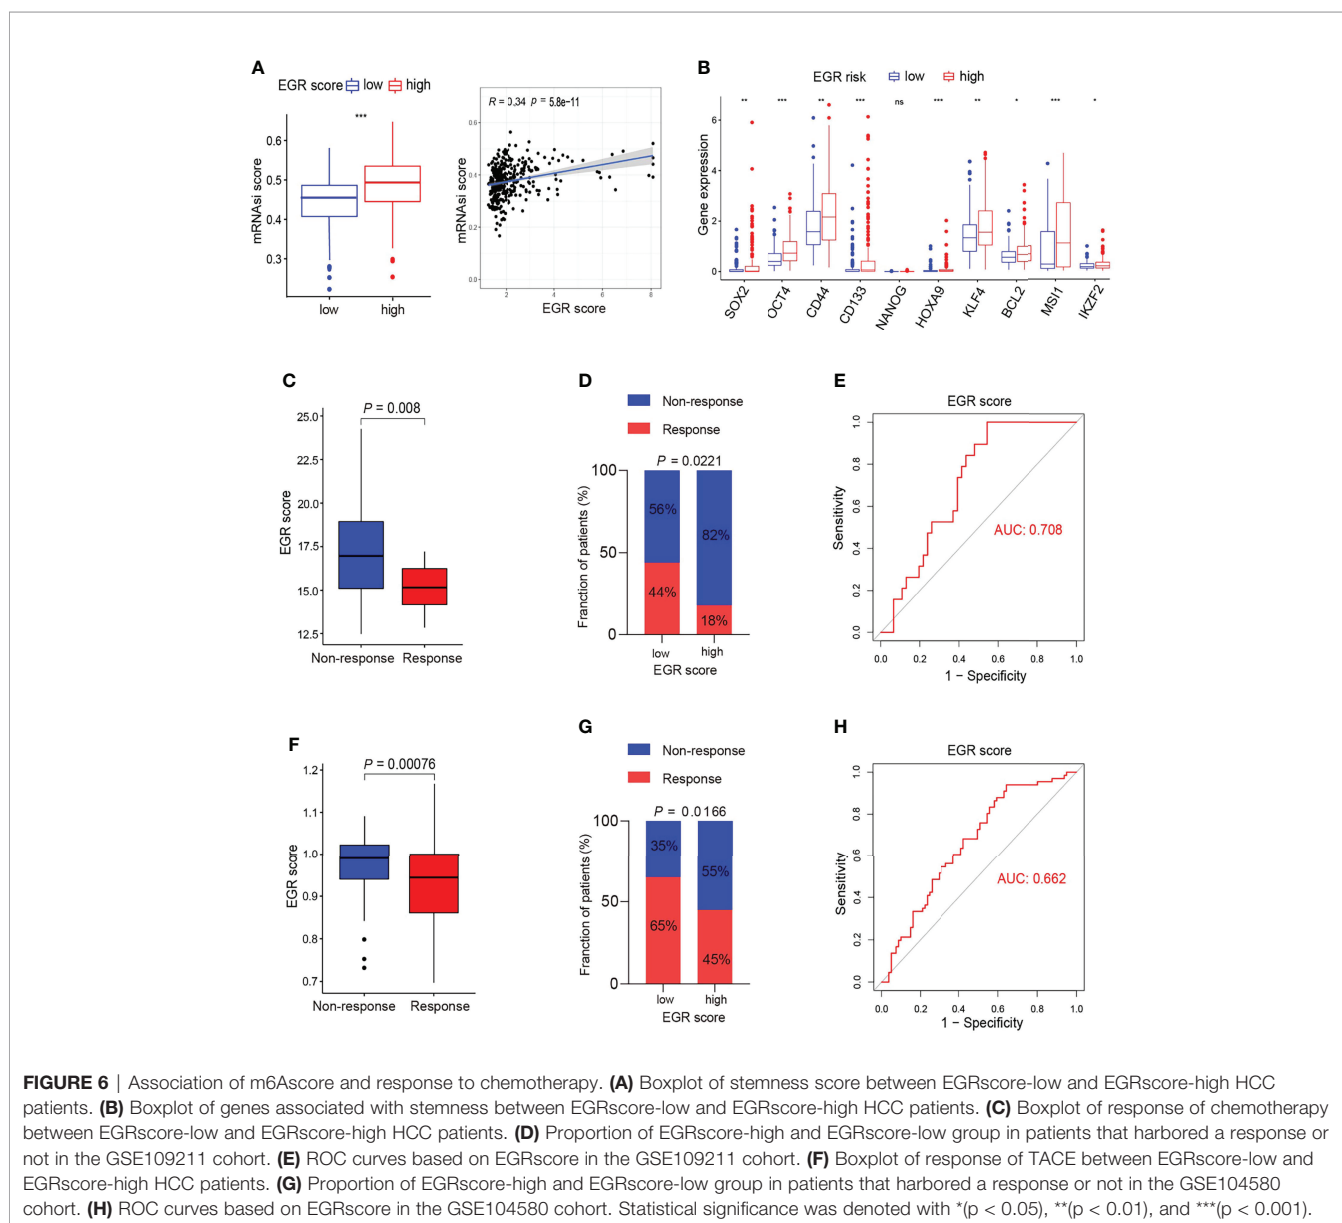 A
EGR score low high
***
mRNAsi score
0.6
0.5
0.4
0.3
low high
R = 0.34 p = 5.8e−11
mRNAsi score
0.6
0.4
0.2
0.0
2 4 6 8
EGR score
B
EGR risk low high
** *** ** *** ns *** ** * *** *
Gene expression
6
4
2
0
SOX2 OCT4 CD44 CD133 NANOG HOXA9 KLF4 BCL2 MSI1 IKZF2
C
P = 0.008
EGR score
25.0
22.5
20.0
17.5
15.0
12.5
Non-response Response
D
Non-response
Response
P = 0.0221
Franction of patients (%)
100
50
0
56% 82%
44% 18%
low high
EGR score
E
EGR score
Sensitivity
1.0
0.8
0.6
0.4
0.2
0.0
AUC: 0.708
0.0 0.2 0.4 0.6 0.8 1.0
1 − Specificity
F
P = 0.00076
EGR score
1.2
1.1
1.0
0.9
0.8
0.7
Non-response Response
G
Non-response
Response
P = 0.0166
Franction of patients (%)
100
50
0
35% 55%
65% 45%
low high
EGR score
H
EGR score
Sensitivity
1.0
0.8
0.6
0.4
0.2
0.0
AUC: 0.662
0.0 0.2 0.4 0.6 0.8 1.0
1 − Specificity
FIGURE 6 | Association of m6Ascore and response to chemotherapy. (A) Boxplot of stemness score between EGRscore-low and EGRscore-high HCC
patients. (B) Boxplot of genes associated with stemness between EGRscore-low and EGRscore-high HCC patients. (C) Boxplot of response of chemotherapy
between EGRscore-low and EGRscore-high HCC patients. (D) Proportion of EGRscore-high and EGRscore-low group in patients that harbored a response or
not in the GSE109211 cohort. (E) ROC curves based on EGRscore in the GSE109211 cohort. (F) Boxplot of response of TACE between EGRscore-low and
EGRscore-high HCC patients. (G) Proportion of EGRscore-high and EGRscore-low group in patients that harbored a response or not in the GSE104580
cohort. (H) ROC curves based on EGRscore in the GSE104580 cohort. Statistical significance was denoted with *(p < 0.05), **(p < 0.01), and ***(p < 0.001).